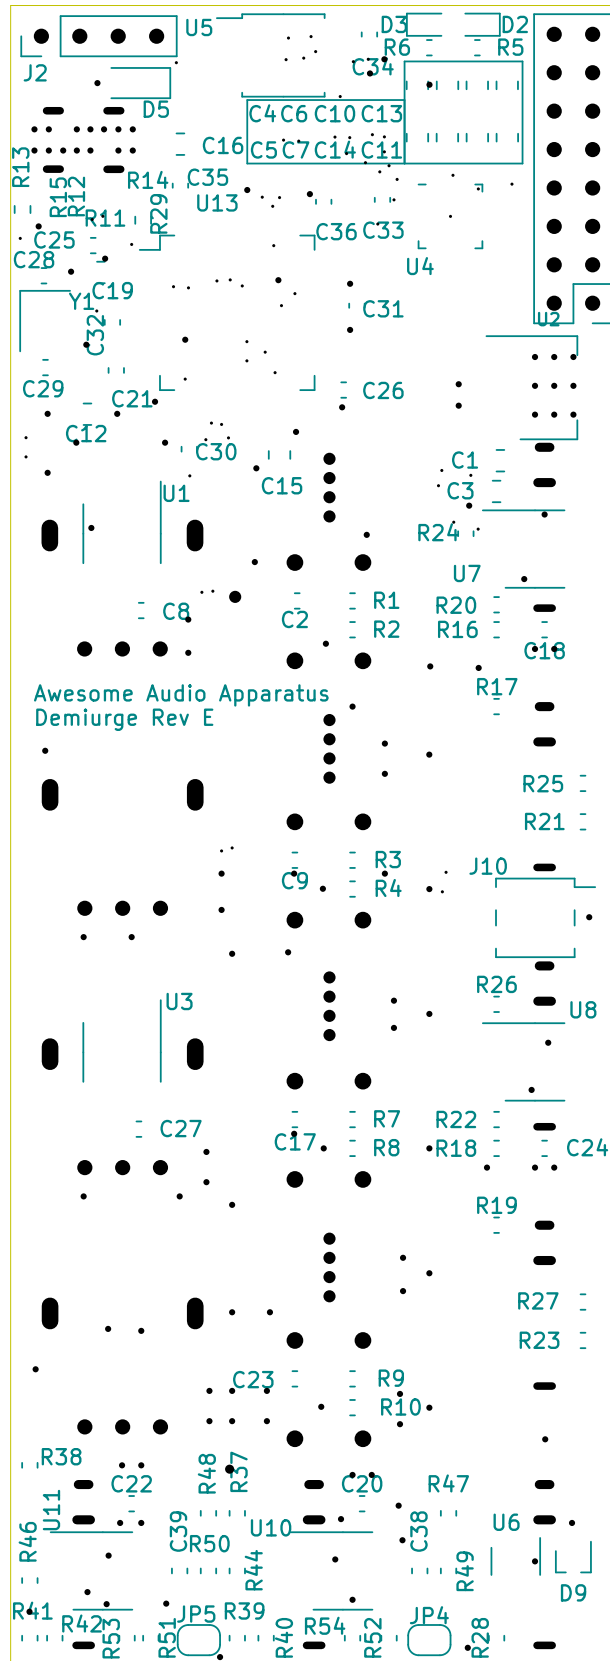 U5
D3
D2
R6
R5
J2
C34
D5
C4 C6 C10 C13
C16
C5 C7 C14 C11
R13
R15
R12
R14
C35
U13
R11
R29
C36
C33
C25
U4
C28
C19
Y1
C31
U2
C32
C29
C21
C26
C12
C30
C15
C1
C3
U1
R24
U7
C8
C2
R1
R20
R2
R16
C18
Awesome Audio Apparatus
Demiurge Rev E
R17
R25
R21
R3
J10
C9
R4
R26
U3
U8
C27
C17
R7
R22
R8
R18
C24
R19
R27
R23
C23
R9
R10
R38
R48
R37
C22
C20
R47
U11
R46
C39
R50
U10
C38
U6
R44
R49
D9
R41
R42
R53
R51
JP5
R39
R40
R54
R52
JP4
R28